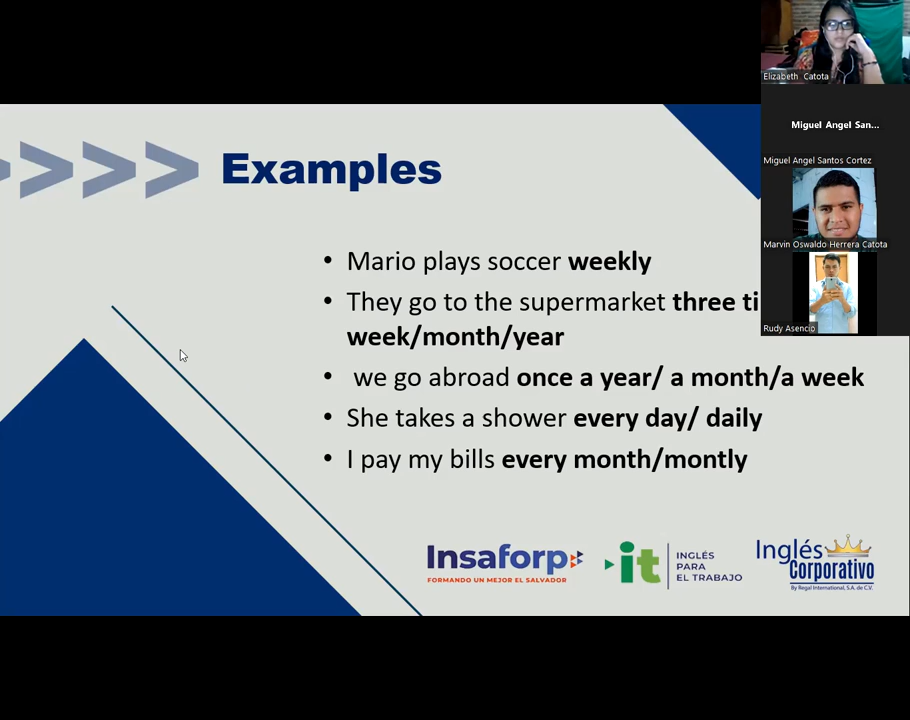 Elizabeth Catota
Miguel Angel San...
Miguel Angel Santos Cortez
Marvin Oswaldo Herrera Catota
Rudy Asencio
>>>> Examples
• Mario plays soccer weekly
• They go to the supermarket three
week/month/year
• we go abroad once a year/ a month/a week
• She takes a shower every day/ daily
• I pay my bills every month/montly
Insaforp
FORMANDO UN MEJOR EL SALVADOR
it
INGLÉS
PARA
EL TRABAJO
Inglés
Corporativo
By Regal International, S.A. de C.V.